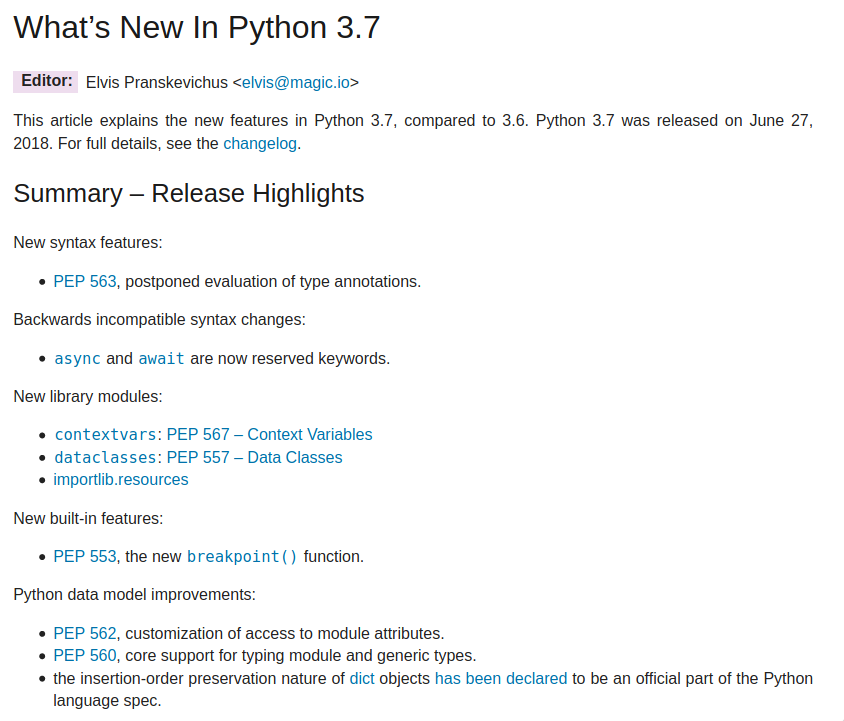 What’s New In Python 3.7
Editor: Elvis Pranskevichus <elvis@magic.io>
This article explains the new features in Python 3.7, compared to 3.6. Python 3.7 was released on June 27,
2018. For full details, see the changelog.
Summary – Release Highlights
New syntax features:
• PEP 563, postponed evaluation of type annotations.
Backwards incompatible syntax changes:
• async and await are now reserved keywords.
New library modules:
• contextvars: PEP 567 – Context Variables
• dataclasses: PEP 557 – Data Classes
• importlib.resources
New built-in features:
• PEP 553, the new breakpoint() function.
Python data model improvements:
• PEP 562, customization of access to module attributes.
• PEP 560, core support for typing module and generic types.
• the insertion-order preservation nature of dict objects has been declared to be an official part of the Python
language spec.